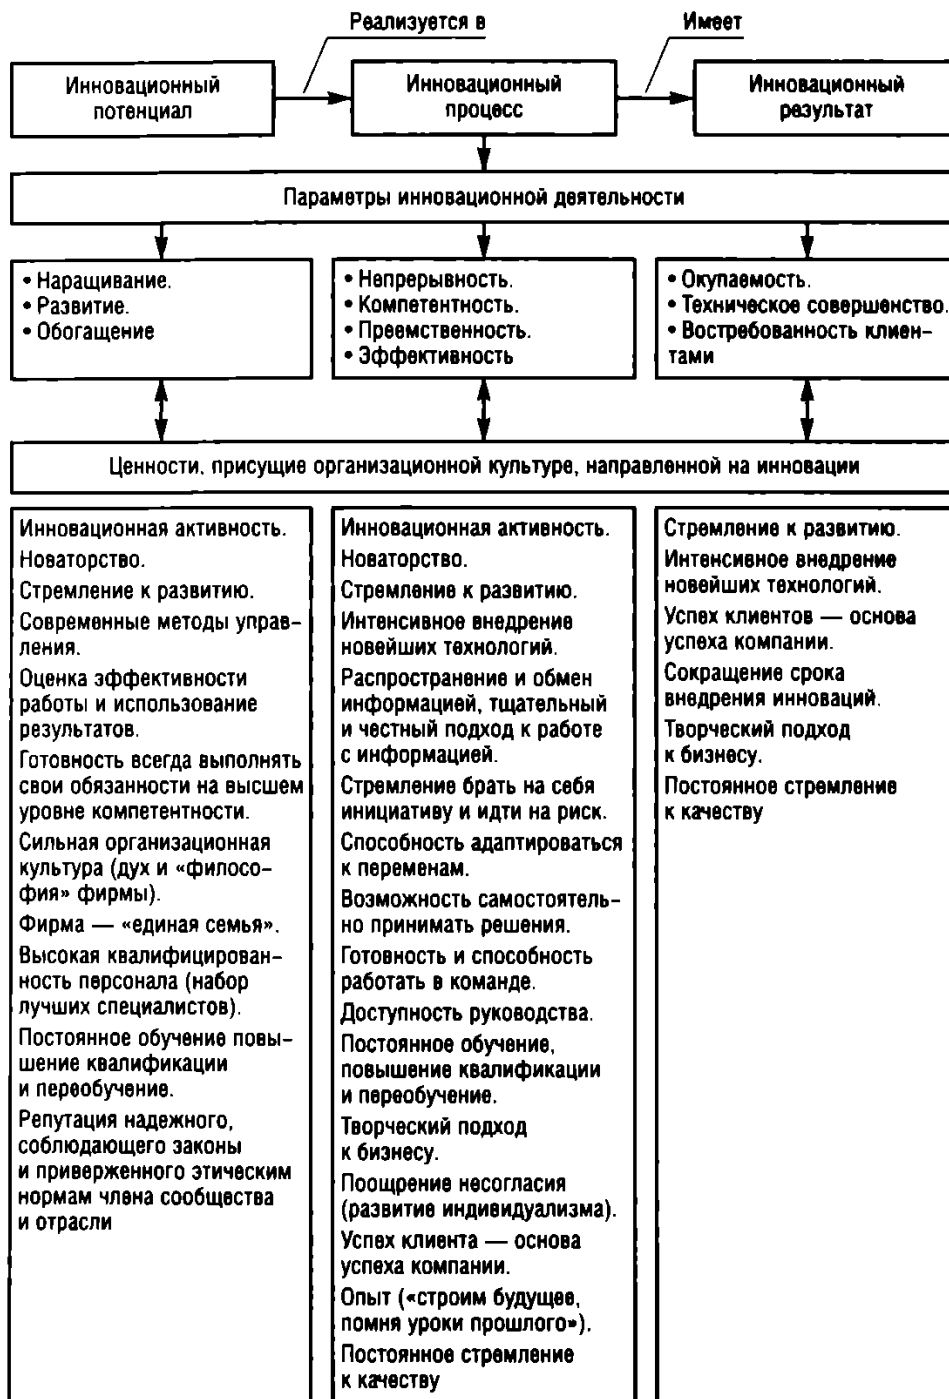 Реализуется в
Имеет
Инновационный
потенциал
Инновационный
процесс
Инновационный
результат
Параметры инновационной деятельности
• Наращивание.
• Развитие.
• Обогащение
• Непрерывность.
• Компетентность.
• Преемственность.
• Эффективность
• Окупаемость.
• Техническое совершенство.
• Востребованность клиен-
тами
Ценности, присущие организационной культуре, направленной на инновации
Инновационная активность.
Новаторство.
Стремление к развитию.
Современные методы управ-
ления.
Оценка эффективности
работы и использование
результатов.
Готовность всегда выполнять
свои обязанности на высшем
уровне компетентности.
Сильная организационная
культура (дух и «филосо-
фия» фирмы).
Фирма — «единая семья».
Высокая квалифицирован-
ность персонала (набор
лучших специалистов).
Постоянное обучение повы-
шение квалификации
и переобучение.
Репутация надежного,
соблюдающего законы
и приверженного этическим
нормам члена сообщества
и отрасли
Инновационная активность.
Новаторство.
Стремление к развитию.
Интенсивное внедрение
новейших технологий.
Распространение и обмен
информацией, тщательный
и честный подход к работе
с информацией.
Стремление брать на себя
инициативу и идти на риск.
Способность адаптироваться
к переменам.
Возможность самостоятель-
но принимать решения.
Готовность и способность
работать в команде.
Доступность руководства.
Постоянное обучение,
повышение квалификации
и переобучение.
Творческий подход
к бизнесу.
Поощрение несогласия
(развитие индивидуализма).
Успех клиента — основа
успеха компании.
Опыт («строим будущее,
помня уроки прошлого»).
Постоянное стремление
к качеству
Стремление к развитию.
Интенсивное внедрение
новейших технологий.
Успех клиентов — основа
успеха компании.
Сокращение срока
внедрения инноваций.
Творческий подход
к бизнесу.
Постоянное стремление
к качеству